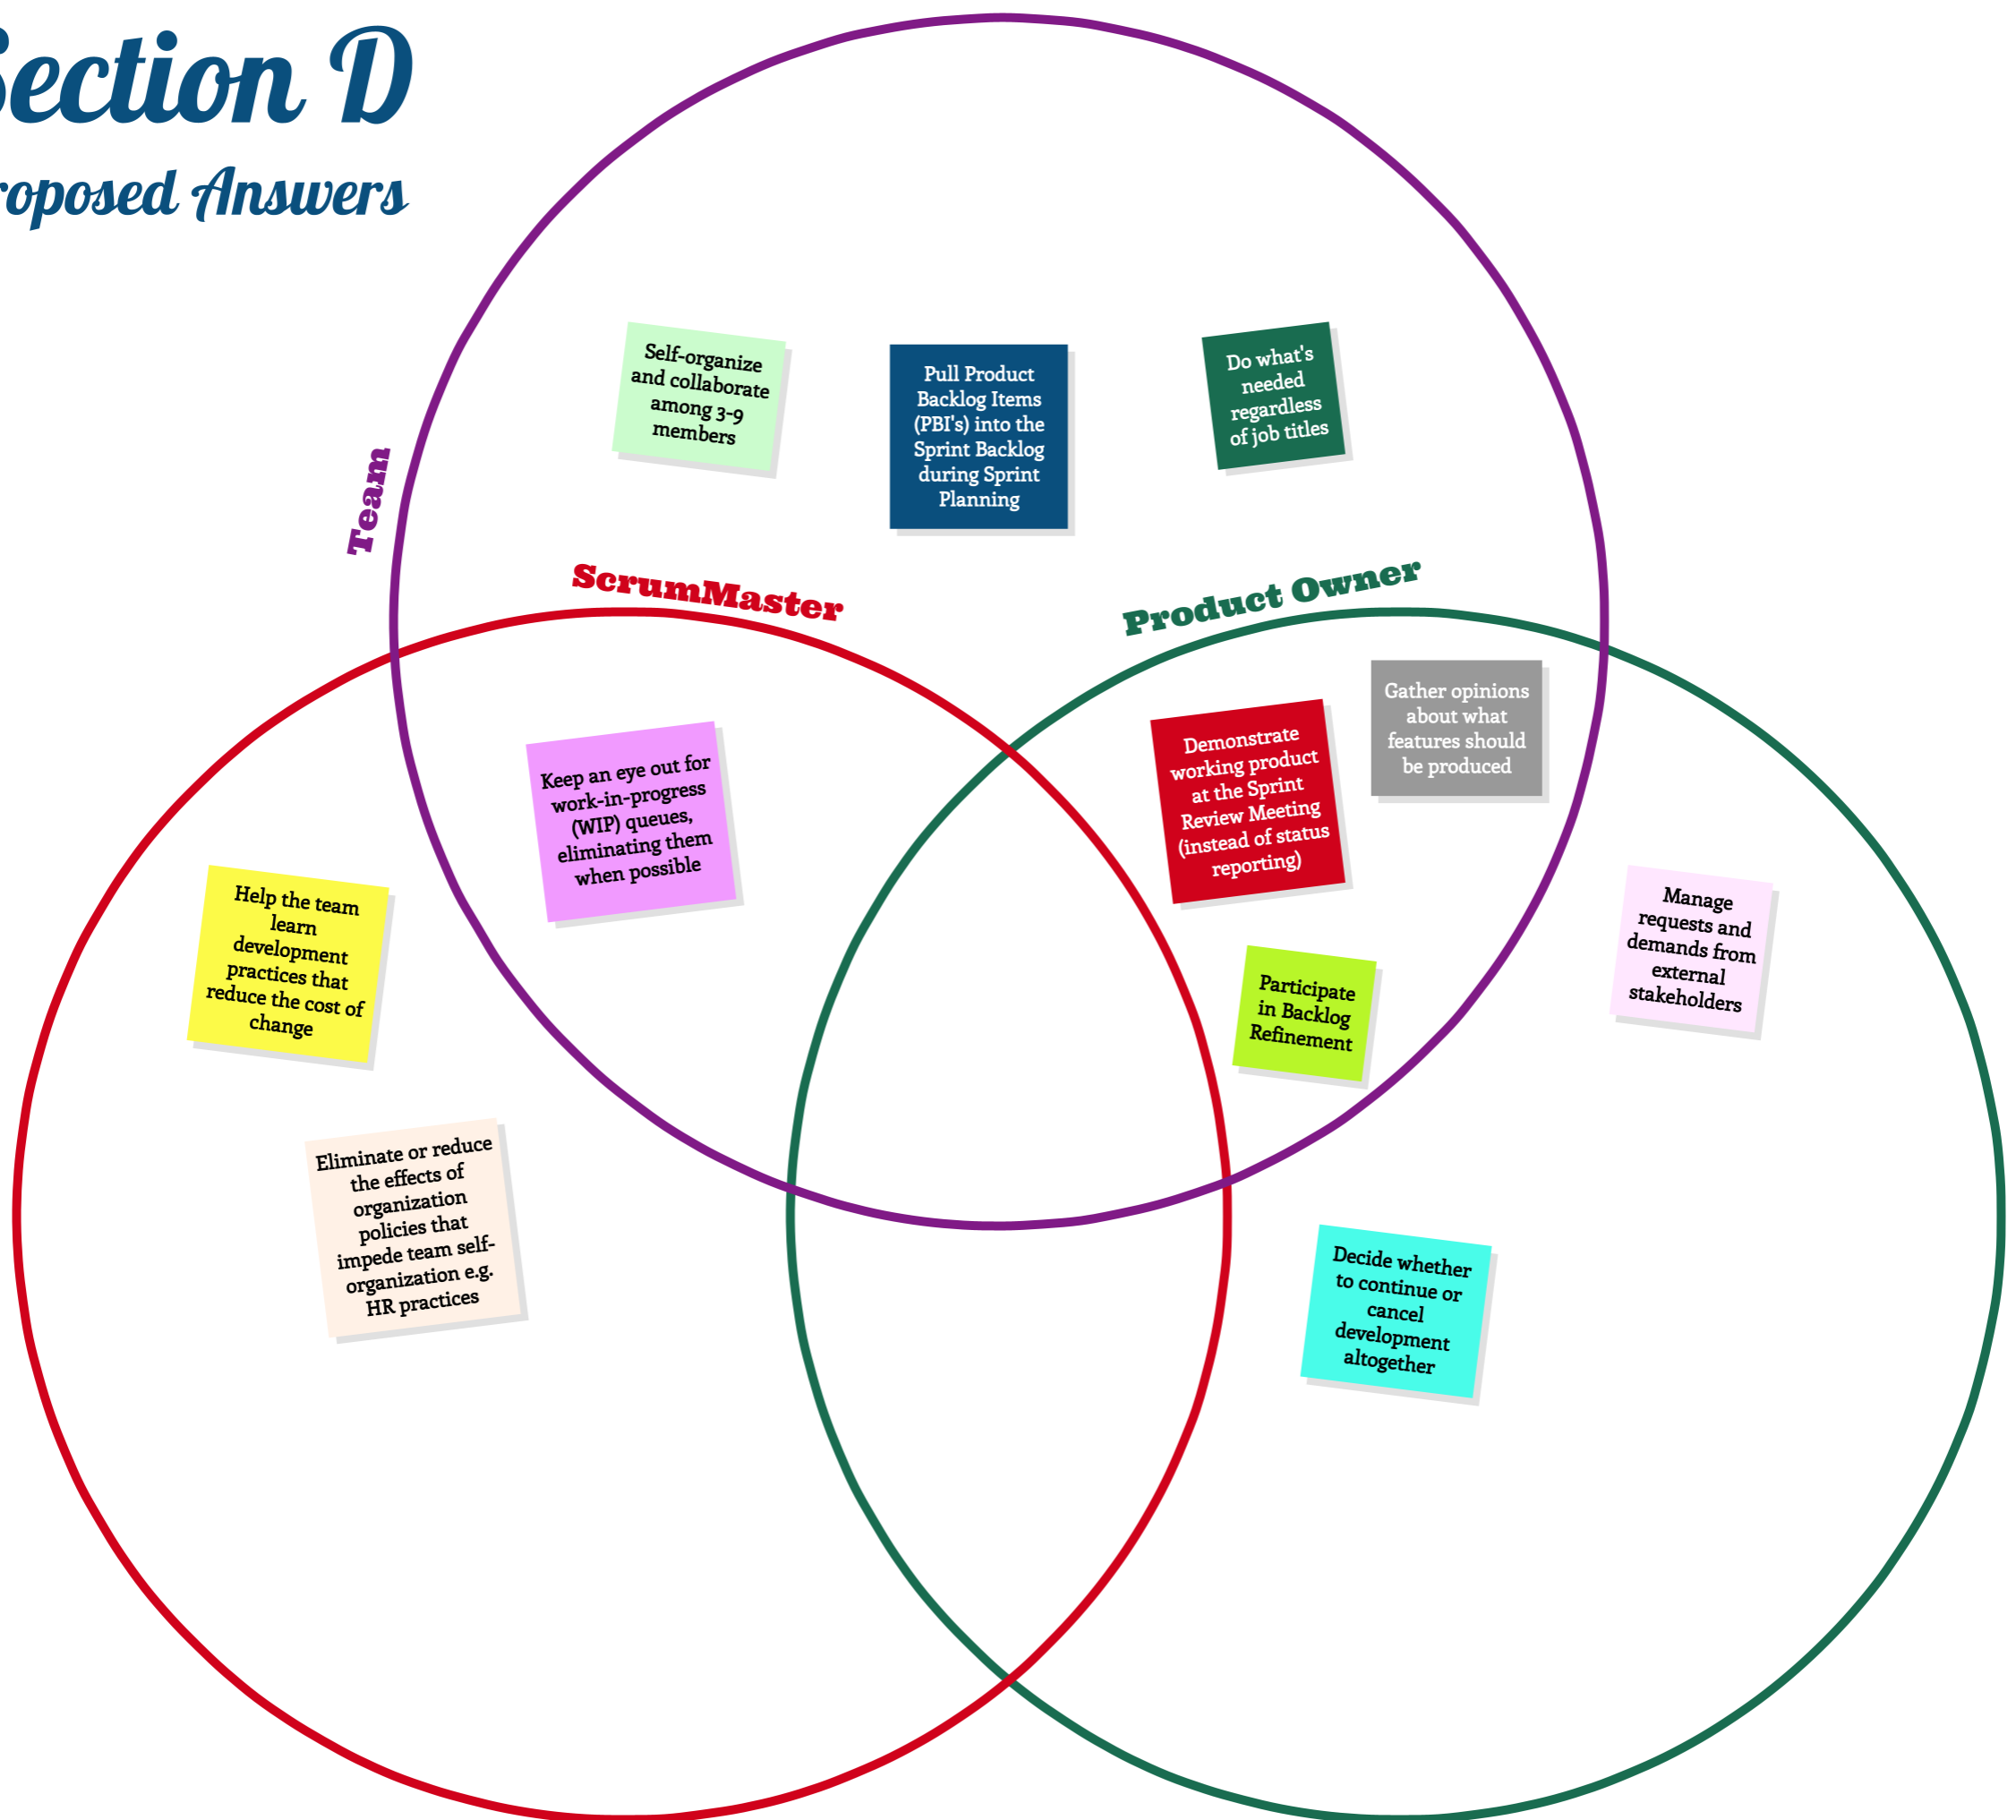 Section D
Proposed Answers
Self-organize
and collaborate
among 3-9
members
Pull Product
Backlog Items
(PBI's) into the
Sprint Backlog
during Sprint
Planning
Do what's
needed
regardless
of job titles
Team
ScrumMaster
Product Owner
Keep an eye out for
work-in-progress
(WIP) queues,
eliminating them
when possible
Demonstrate
working product
at the Sprint
Review Meeting
(instead of status
reporting)
Gather opinions
about what
features should
be produced
Help the team
learn
development
practices that
reduce the cost of
change
Participate
in Backlog
Refinement
Manage
requests and
demands from
external
stakeholders
Eliminate or reduce
the effects of
organization
policies that
impede team self-
organization e.g.
HR practices
Decide whether
to continue or
cancel
development
altogether